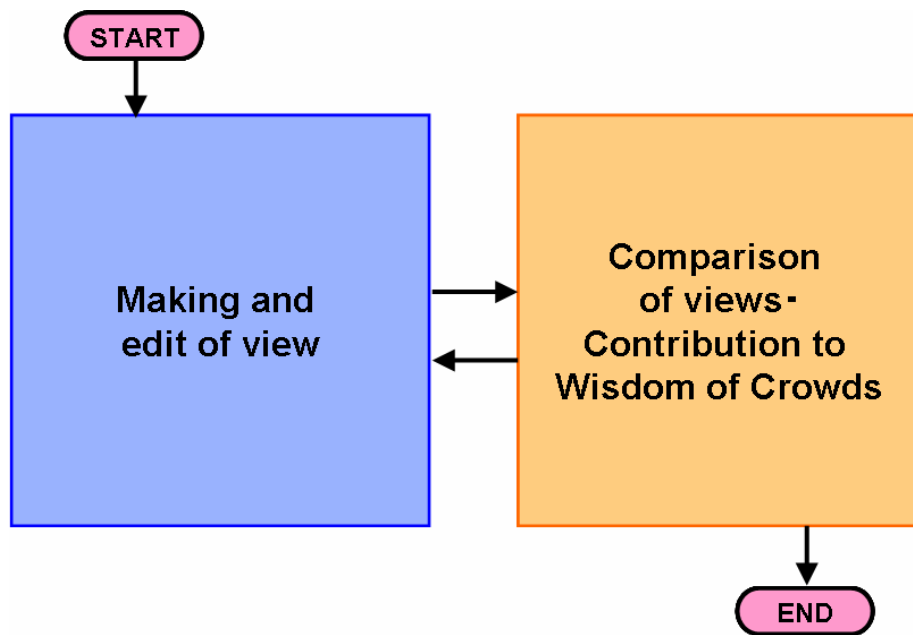 START
Making and
edit of view
Comparison
of views・
Contribution to
Wisdom of Crowds
END